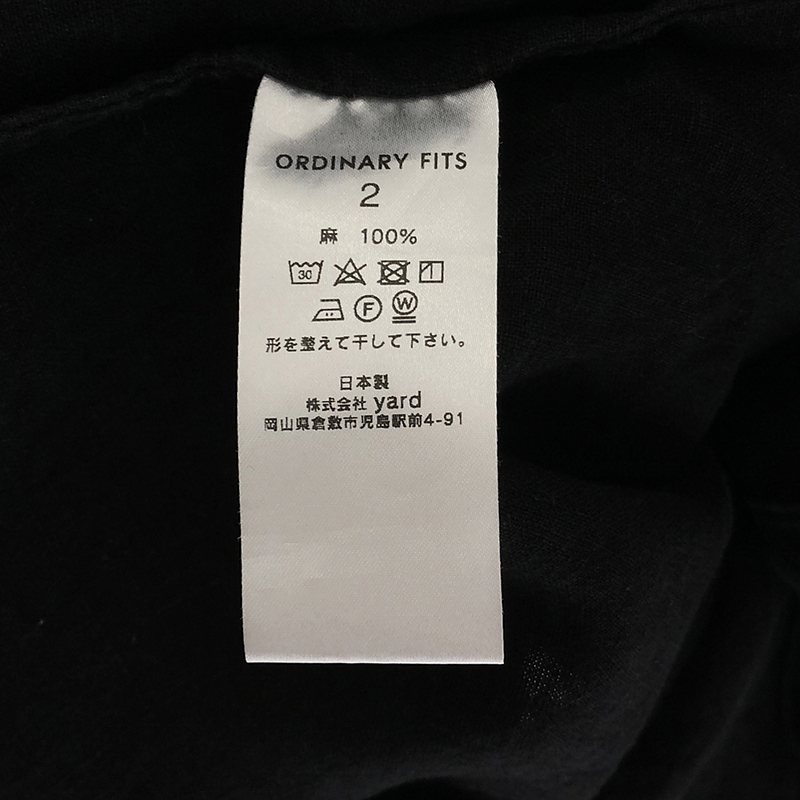 ORDINARY FITS
2
麻 100%
30
F W
形を整えて干して下さい。
日本製
株式会社 yard
岡山県倉敷市児島駅前4-91